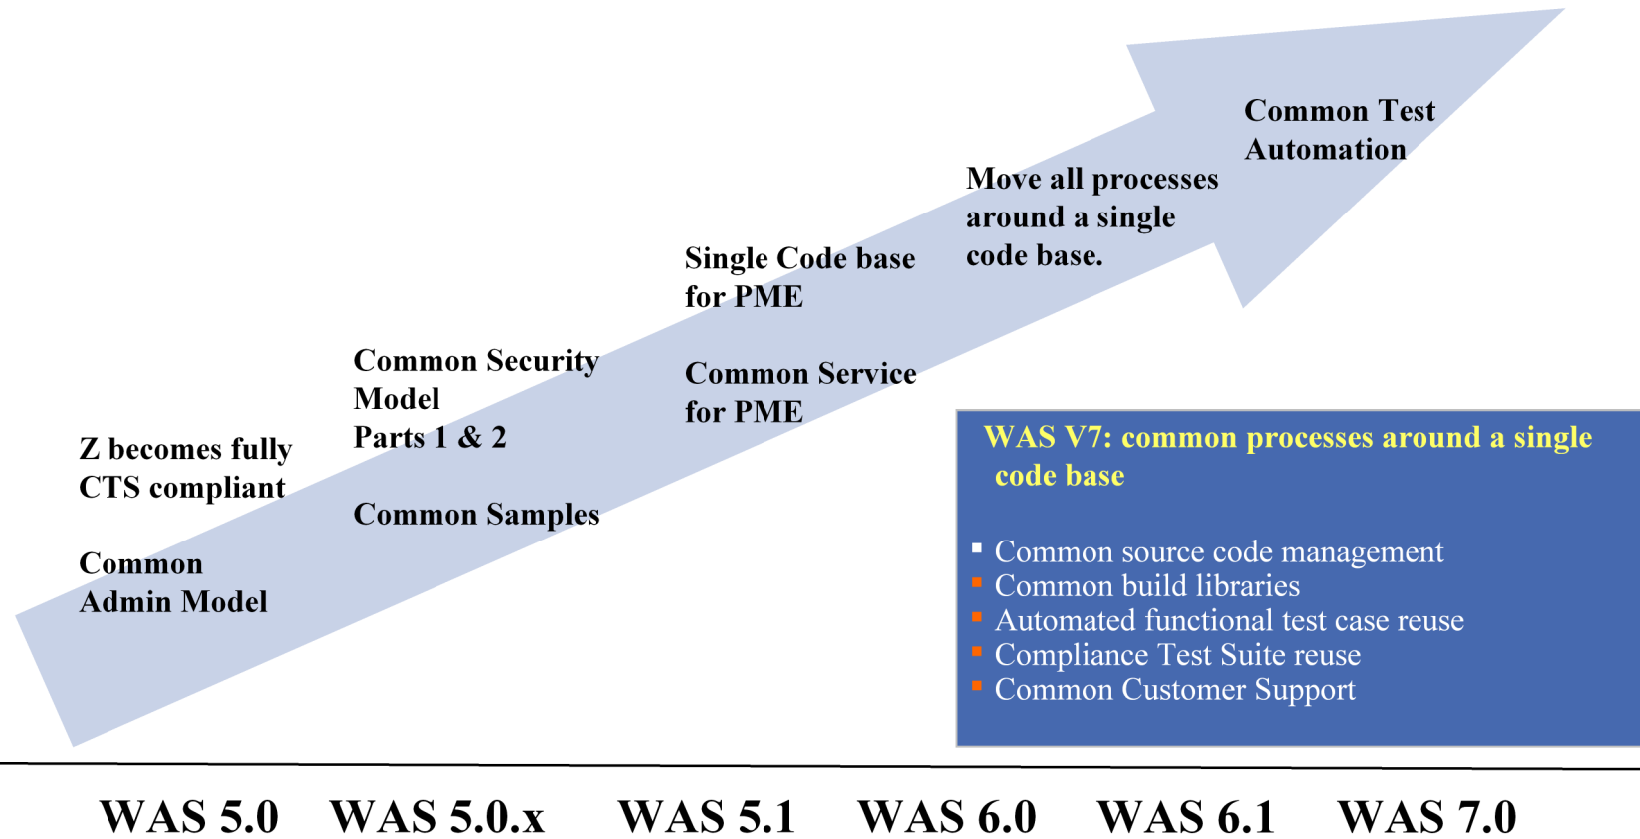 Common Test
Automation
Move all processes
around a single
code base.
Single Code base
for PME
Common Service
for PME
Common Security
Model
Parts 1 & 2
Common Samples
Z becomes fully
CTS compliant
Common
Admin Model
WAS V7: common processes around a single
code base
▪ Common source code management
▪ Common build libraries
▪ Automated functional test case reuse
▪ Compliance Test Suite reuse
▪ Common Customer Support
WAS 5.0 WAS 5.0.x WAS 5.1 WAS 6.0 WAS 6.1 WAS 7.0